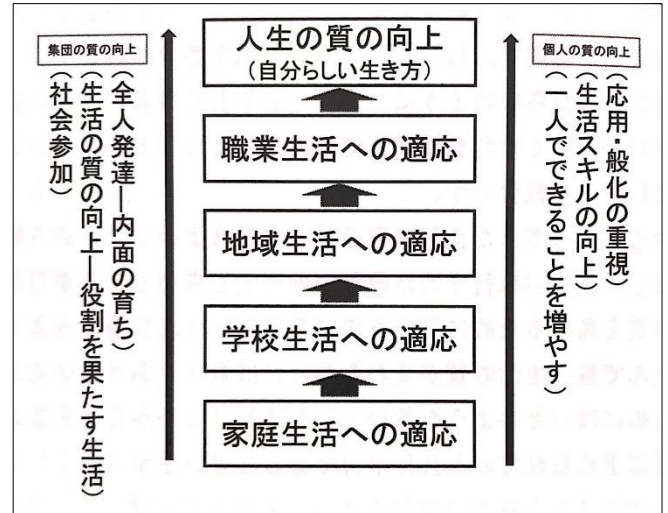 集団の質の向上
(全人発達―内面の育ち)
(生活の質の向上―役割を果たす生活)
(社会参加)
人生の質の向上
(自分らしい生き方)
職業生活への適応
地域生活への適応
学校生活への適応
家庭生活への適応
個人の質の向上
(応用・般化の重視)
(生活スキルの向上)
(一人でできることを増やす)